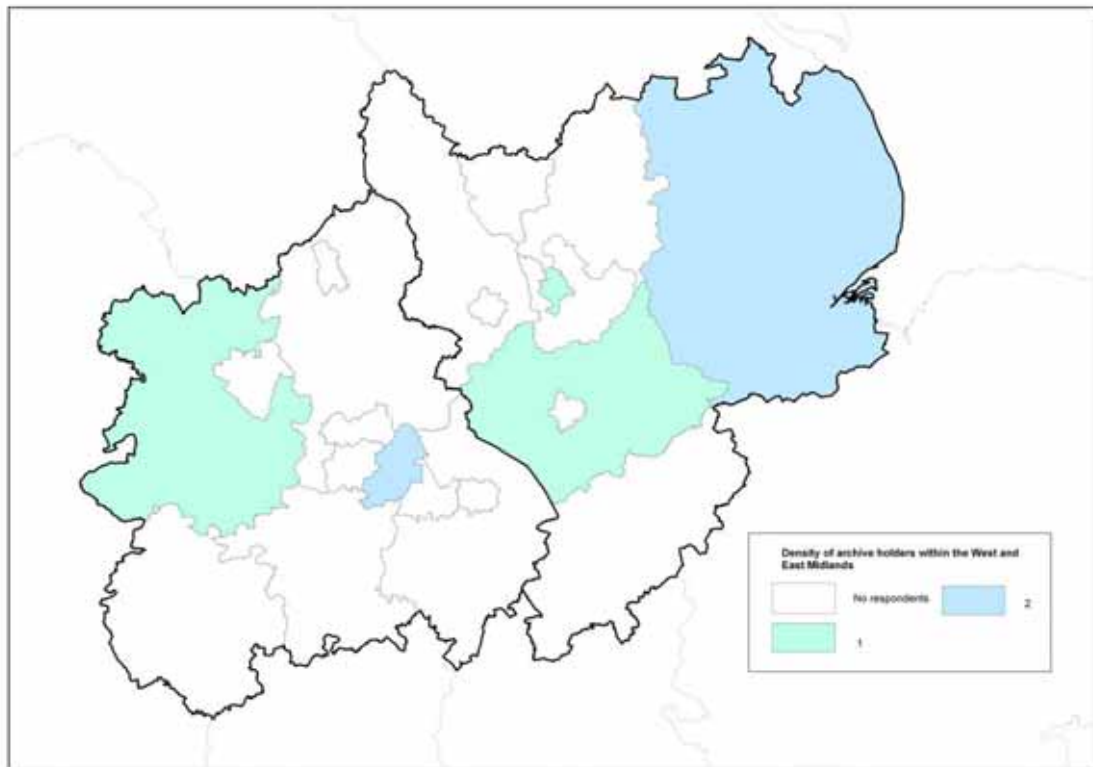 Density of archive holders within the West and
East Midlands
No respondents
2
1